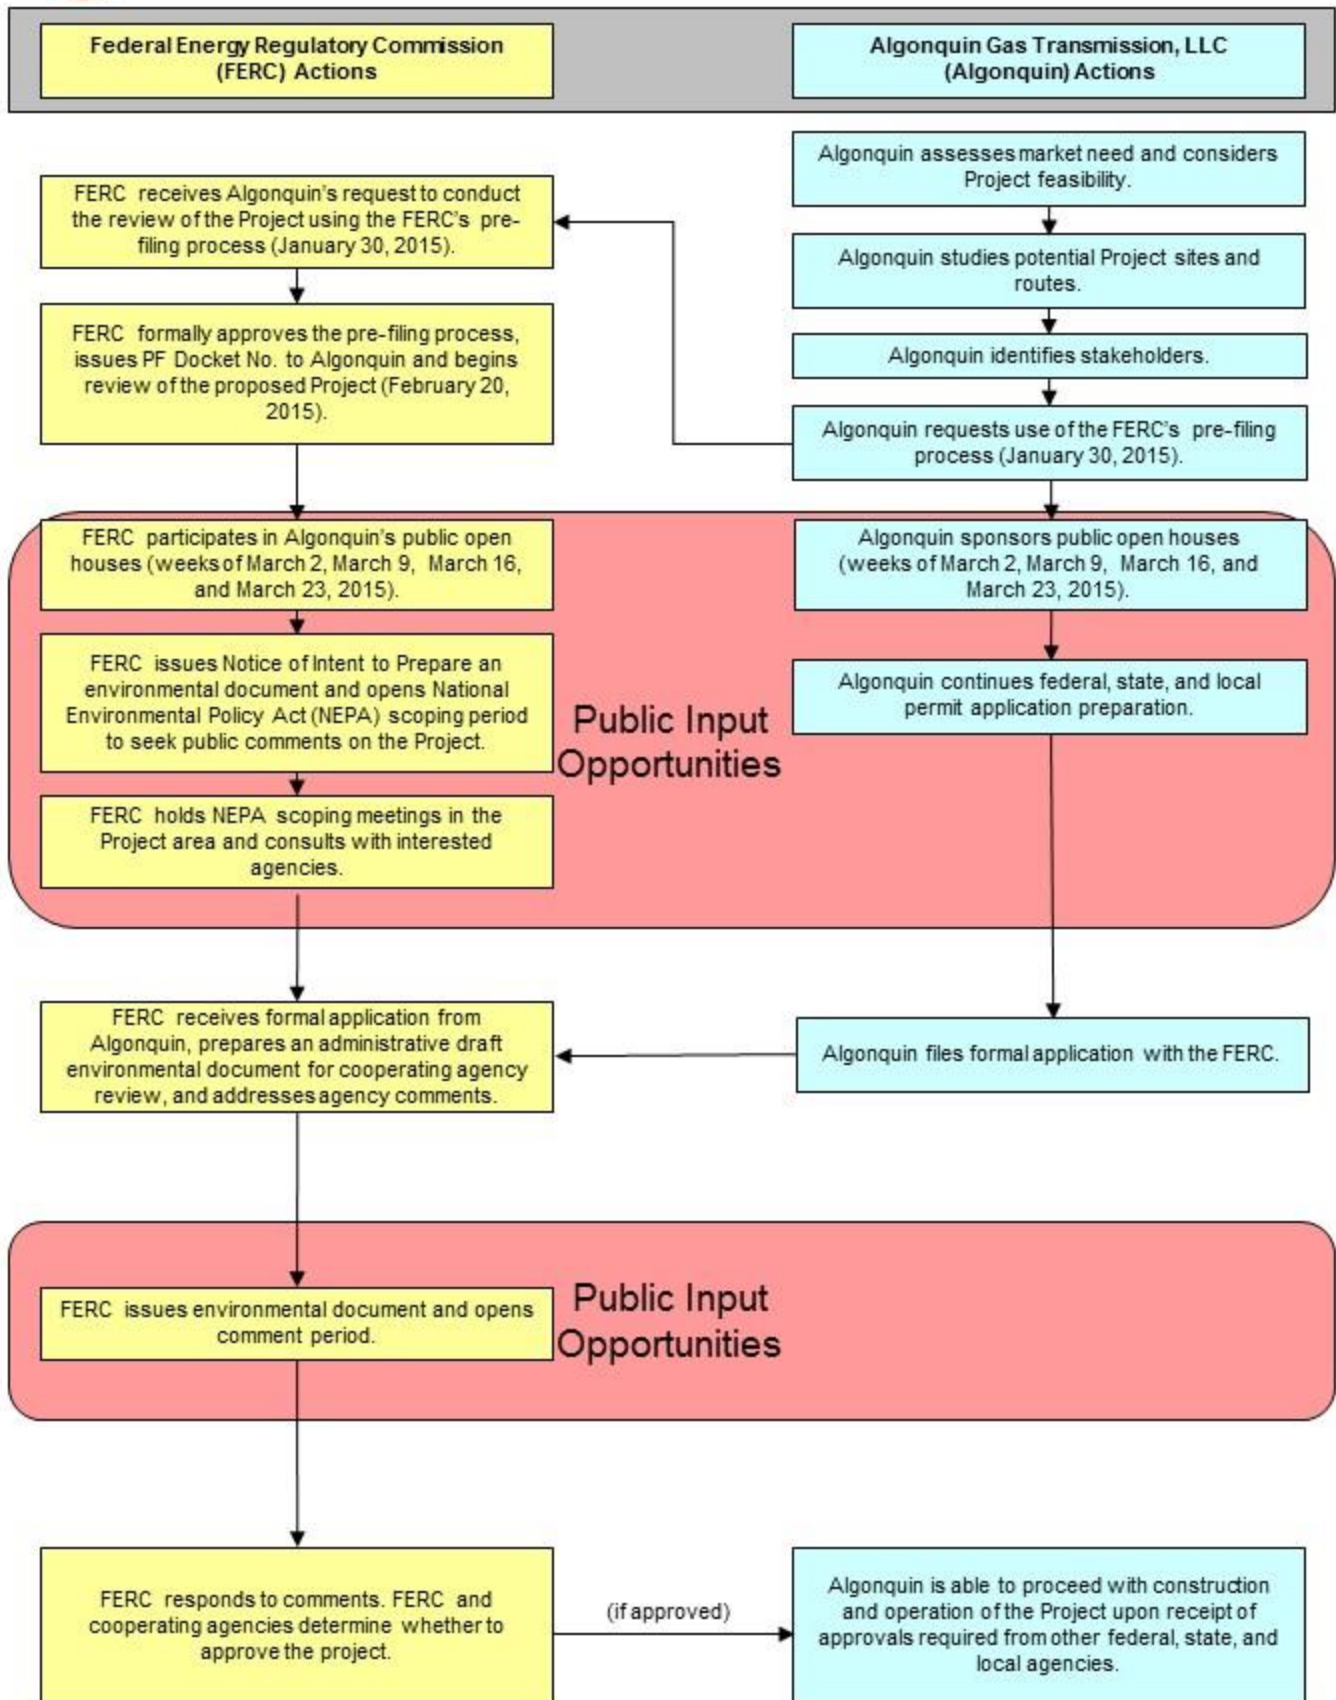 Federal Energy Regulatory Commission
(FERC) Actions
Algonquin Gas Transmission, LLC
(Algonquin) Actions
Algonquin assesses market need and considers
Project feasibility.
FERC receives Algonquin's request to conduct
the review of the Project using the FERC's pre-
filing process (January 30, 2015).
Algonquin studies potential Project sites and
routes.
FERC formally approves the pre-filing process,
issues PF Docket No. to Algonquin and begins
review of the proposed Project (February 20,
2015).
Algonquin identifies stakeholders.
Algonquin requests use of the FERC's pre-filing
process (January 30, 2015).
FERC participates in Algonquin's public open
houses (weeks of March 2, March 9, March 16,
and March 23, 2015).
Algonquin sponsors public open houses
(weeks of March 2, March 9, March 16, and
March 23, 2015).
FERC issues Notice of Intent to Prepare an
environmental document and opens National
Environmental Policy Act (NEPA) scoping period
to seek public comments on the Project.
Public Input
Opportunities
Algonquin continues federal, state, and local
permit application preparation.
FERC holds NEPA scoping meetings in the
Project area and consults with interested
agencies.
FERC receives formal application from
Algonquin, prepares an administrative draft
environmental document for cooperating agency
review, and addresses agency comments.
Algonquin files formal application with the FERC.
FERC issues environmental document and opens
comment period.
Public Input
Opportunities
FERC responds to comments. FERC and
cooperating agencies determine whether to
approve the project.
(if approved)
Algonquin is able to proceed with construction
and operation of the Project upon receipt of
approvals required from other federal, state, and
local agencies.